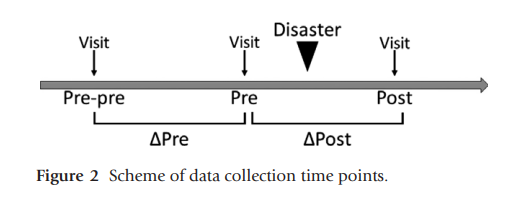 Disaster
Visit Visit Visit
Pre-pre Pre Post
ΔPre ΔPost
Figure 2 Scheme of data collection time points.